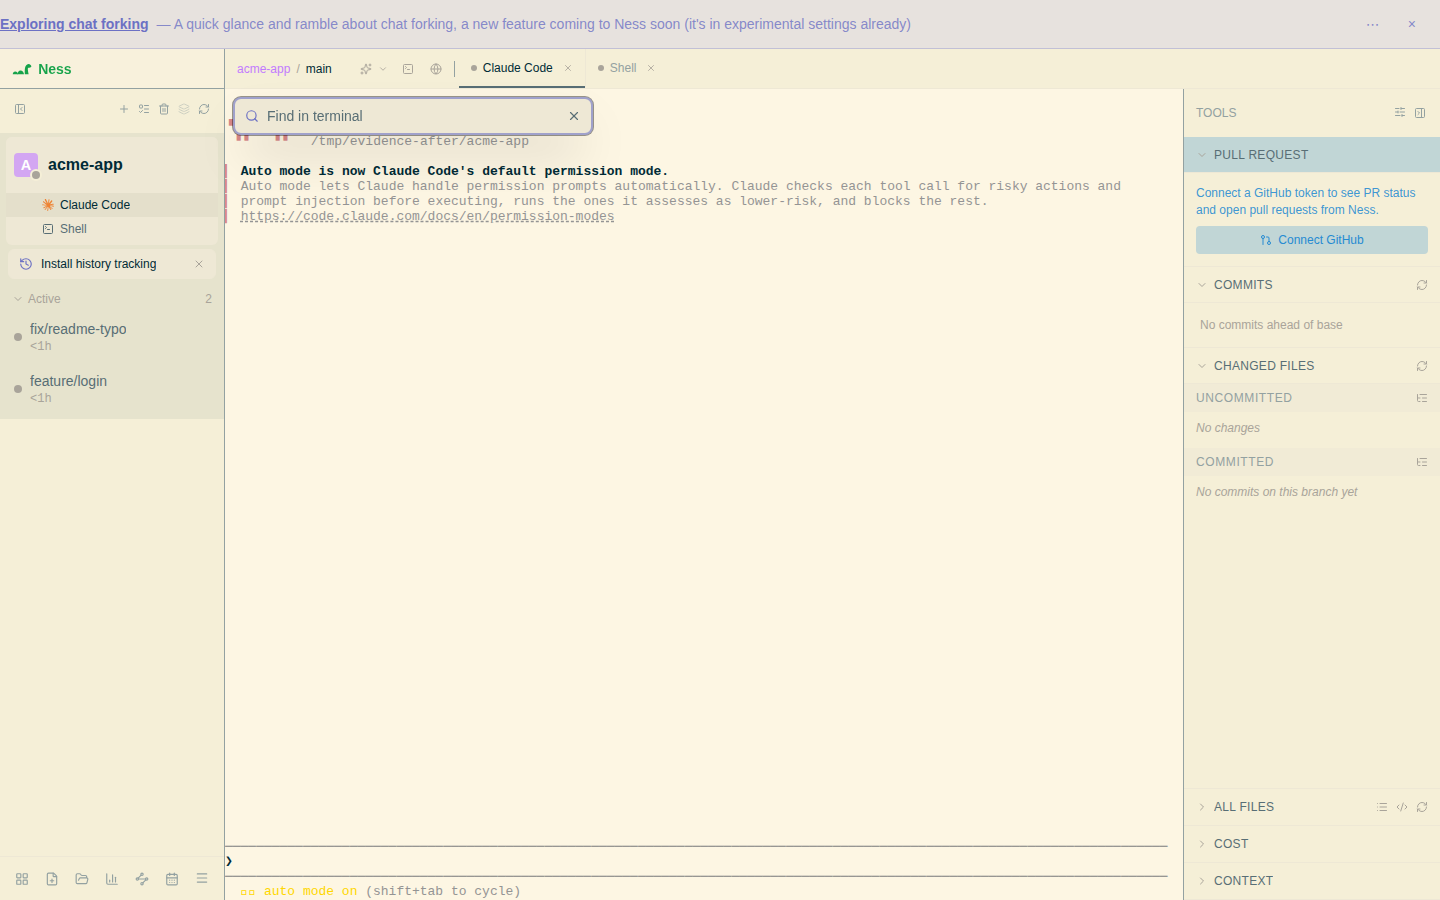 Exploring chat forking — A quick glance and ramble about chat forking, a new feature coming to Ness soon (it's in experimental settings already)
Ness
acme-app / main
Claude Code
Shell
Find in terminal
/tmp/evidence-after/acme-app
Auto mode is now Claude Code's default permission mode.
Auto mode lets Claude handle permission prompts automatically. Claude checks each tool call for risky actions and
prompt injection before executing, runs the ones it assesses as lower-risk, and blocks the rest.
https://code.claude.com/docs/en/permission-modes
❯
auto mode on (shift+tab to cycle)
A
acme-app
Claude Code
Shell
Install history tracking
Active 2
fix/readme-typo
<1h
feature/login
<1h
TOOLS
PULL REQUEST
Connect a GitHub token to see PR status
and open pull requests from Ness.
Connect GitHub
COMMITS
No commits ahead of base
CHANGED FILES
UNCOMMITTED
No changes
COMMITTED
No commits on this branch yet
ALL FILES
COST
CONTEXT